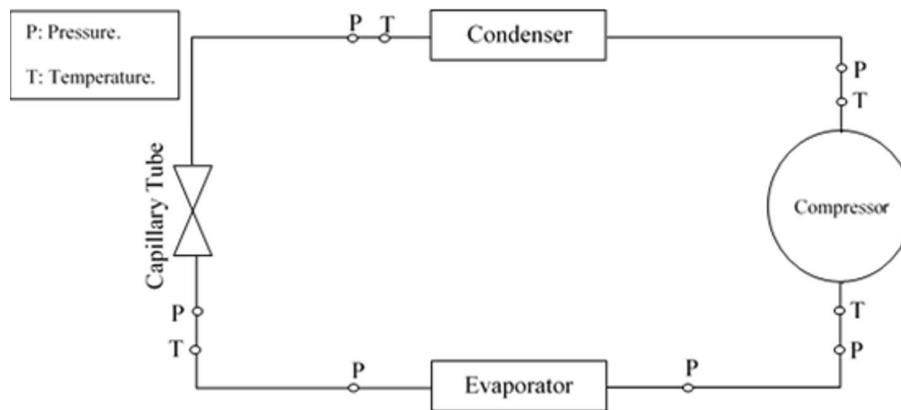 P: Pressure.
T: Temperature.
P T
Condenser
P
T
Capillary Tube
Compressor
P
T
T
P
P
Evaporator
P